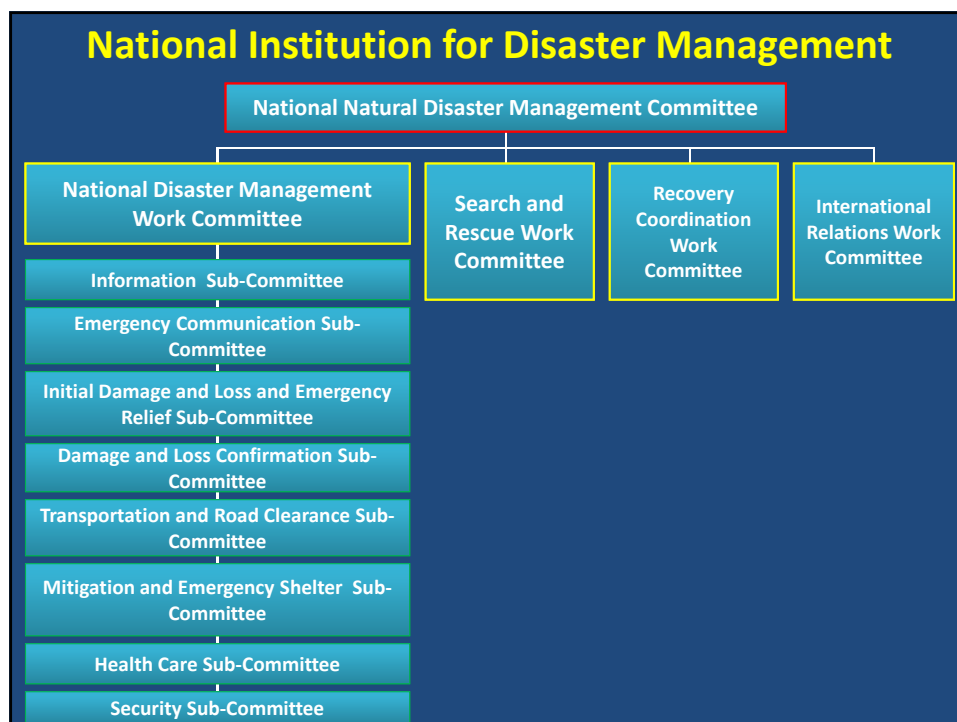 National Institution for Disaster Management
National Natural Disaster Management Committee
National Disaster Management
Work Committee
Search and
Rescue Work
Committee
Recovery
Coordination
Work
Committee
International
Relations Work
Committee
Information Sub-Committee
Emergency Communication Sub-
Committee
Initial Damage and Loss and Emergency
Relief Sub-Committee
Damage and Loss Confirmation Sub-
Committee
Transportation and Road Clearance Sub-
Committee
Mitigation and Emergency Shelter Sub-
Committee
Health Care Sub-Committee
Security Sub-Committee